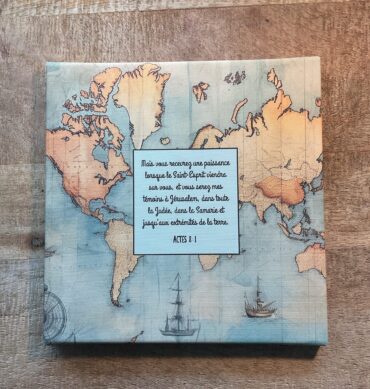 Mais vous recevrez une puissance
lorsque le Saint-Esprit viendra
sur vous, et vous serez mes
témoins à Jérusalem, dans toute
la Judée, dans la Samarie et
jusqu'aux extrémités de la terre.
ACTES 1 : 1